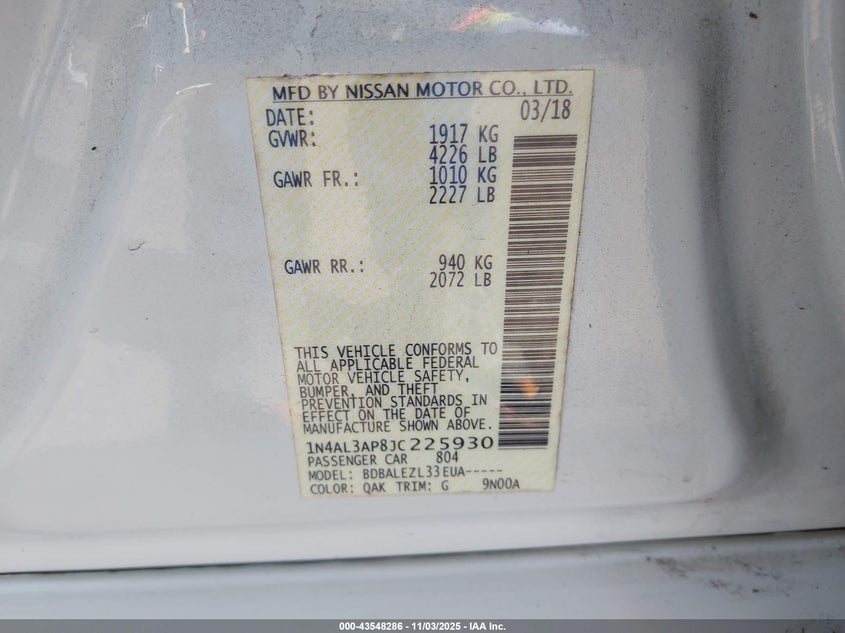 MFD BY NISSAN MOTOR CO., LTD.
DATE: 03/18
GVWR: 1917 KG
4226 LB
GAWR FR.: 1010 KG
2227 LB
GAWR RR.: 940 KG
2072 LB
THIS VEHICLE CONFORMS TO
ALL APPLICABLE FEDERAL
MOTOR VEHICLE SAFETY,
BUMPER, AND THEFT
PREVENTION STANDARDS IN
EFFECT ON THE DATE OF
MANUFACTURE SHOWN ABOVE.
1N4AL3AP8JC225930
PASSENGER CAR 804
MODEL: BDBALEZL33EUA-----
COLOR: QAK TRIM: G 9N00A
000-43548286 - 11/03/2025 - IAA Inc.